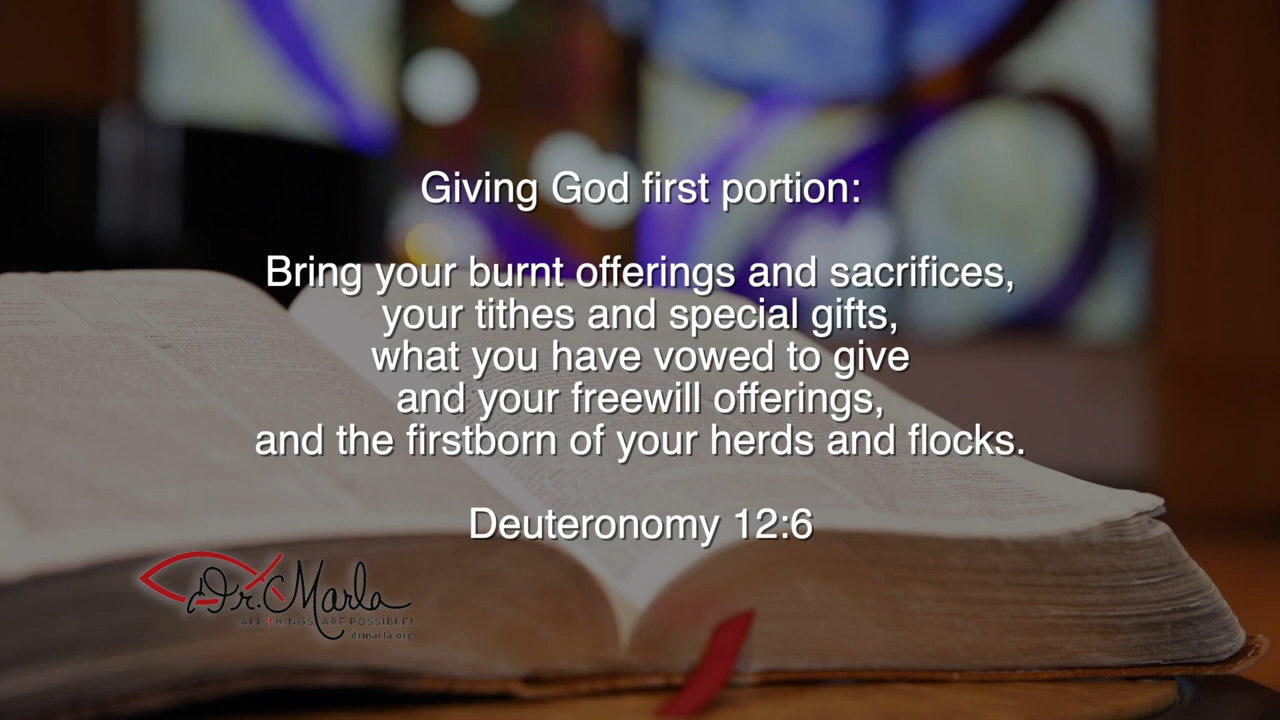 Giving God first portion:
Bring your burnt offerings and sacrifices,
your tithes and special gifts,
what you have vowed to give
and your freewill offerings,
and the firstborn of your herds and flocks.
Deuteronomy 12:6
Dr. Marla
ALL THINGS ARE POSSIBLE!
drmarla.org